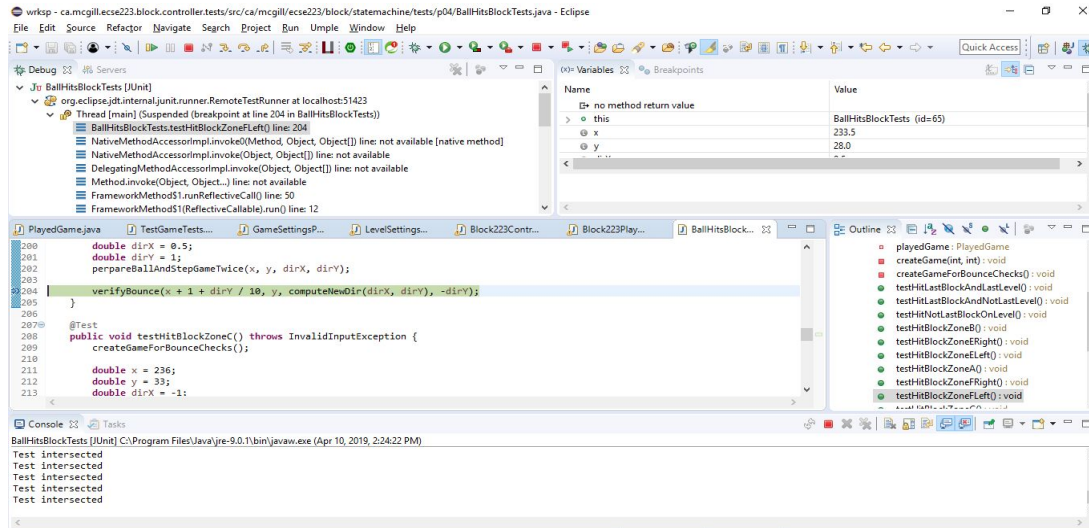 wrksp - ca.mcgill.ecse223.block.controller.tests/src/ca/mcgill/ecse223/block/statemachine/tests/p04/BallHitsBlockTests.java - Eclipse
File Edit Source Refactor Navigate Search Project Run Umple Window Help
Quick Access
Debug Servers
JUnit BallHitsBlockTests [JUnit]
org.eclipse.jdt.internal.junit.runner.RemoteTestRunner at localhost:51423
Thread [main] (Suspended (breakpoint at line 204 in BallHitsBlockTests))
BallHitsBlockTests.testHitBlockZoneFLeft() line: 204
NativeMethodAccessorImpl.invoke0(Method, Object, Object[]) line: not available [native method]
NativeMethodAccessorImpl.invoke(Object, Object[]) line: not available
DelegatingMethodAccessorImpl.invoke(Object, Object[]) line: not available
Method.invoke(Object, Object...) line: not available
FrameworkMethod$1.runReflectiveCall() line: 50
FrameworkMethod$1(ReflectiveCallable).run() line: 12
(x)= Variables Breakpoints
Name Value
no method return value
this BallHitsBlockTests (id=65)
x 233.5
y 28.0
PlayedGame.java TestGameTests.... GameSettingsP... LevelSettings... Block223Contr... Block223Play... BallHitsBlock...
200 double dirX = 0.5;
201 double dirY = 1;
202 perpareBallAndStepGameTwice(x, y, dirX, dirY);
203
204 verifyBounce(x + 1 + dirY / 10, y, computeNewDir(dirX, dirY), -dirY);
205 }
206
207 @Test
208 public void testHitBlockZoneC() throws InvalidInputException {
209 createGameForBounceChecks();
210
211 double x = 236;
212 double y = 33;
213 double dirX = -1;
Outline
playedGame : PlayedGame
createGame(int, int) : void
createGameForBounceChecks() : void
testHitLastBlockAndLastLevel() : void
testHitLastBlockAndNotLastLevel() : void
testHitNotLastBlockOnLevel() : void
testHitBlockZoneB() : void
testHitBlockZoneERight() : void
testHitBlockZoneELeft() : void
testHitBlockZoneA() : void
testHitBlockZoneFRight() : void
testHitBlockZoneFLeft() : void
Console Tasks
BallHitsBlockTests [JUnit] C:\Program Files\Java\jre-9.0.1\bin\javaw.exe (Apr 10, 2019, 2:24:22 PM)
Test intersected
Test intersected
Test intersected
Test intersected
Test intersected